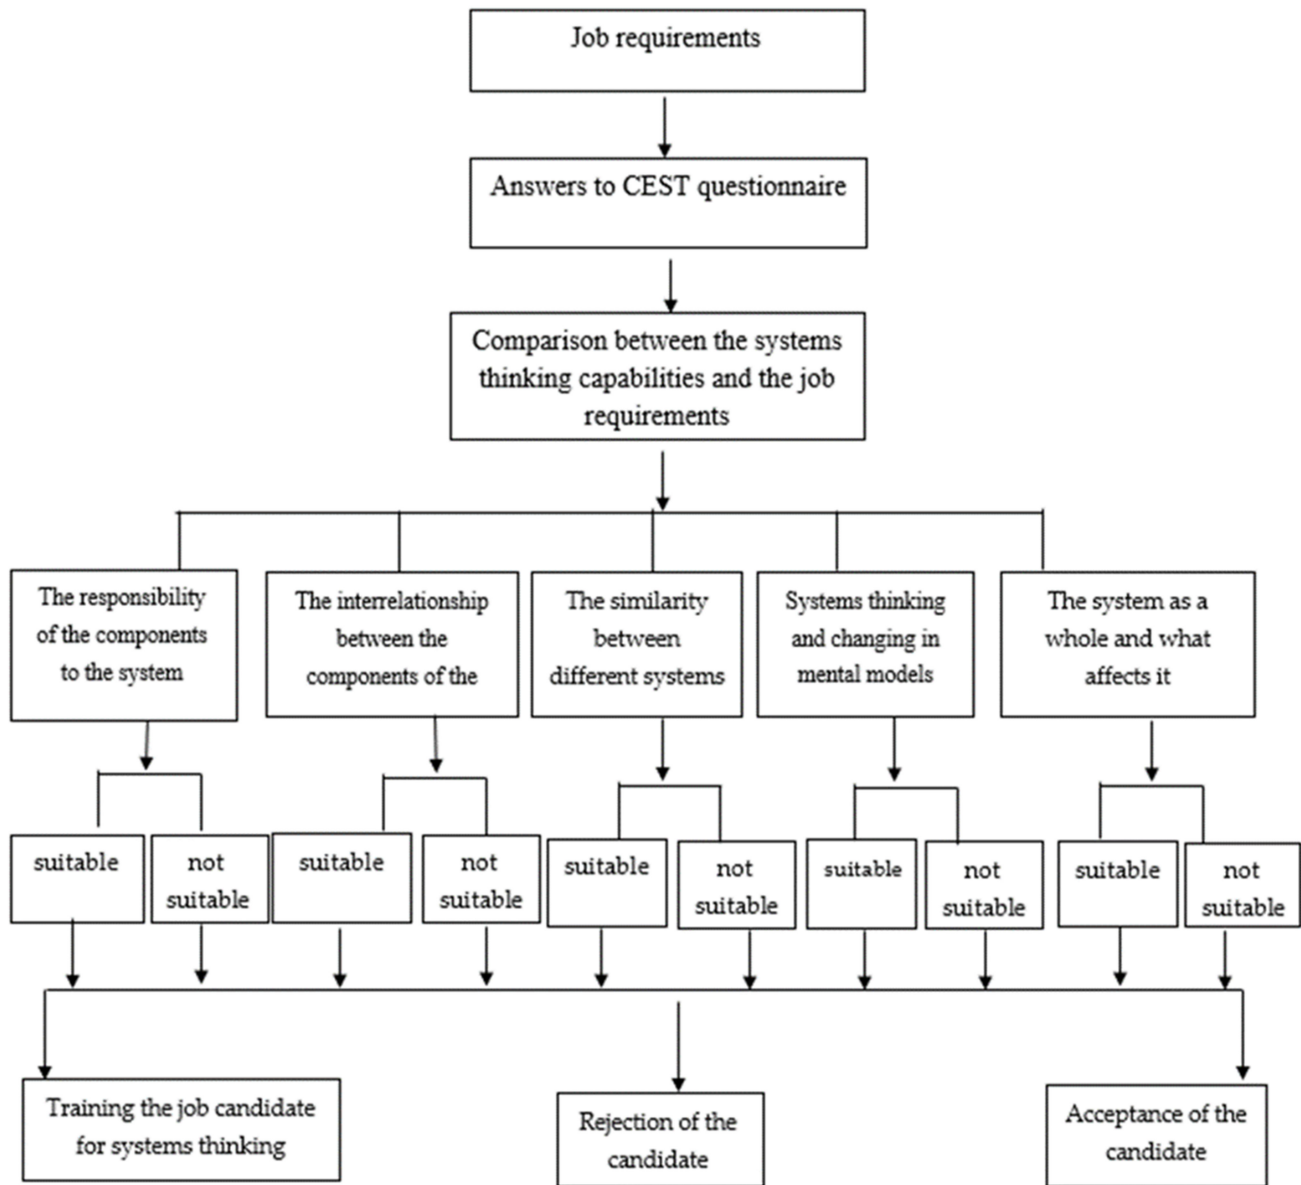 Job requirements
Answers to CEST questionnaire
Comparison between the systems
thinking capabilities and the job
requirements
The responsibility
of the components
to the system
The interrelationship
between the
components of the
The similarity
between
different systems
Systems thinking
and changing in
mental models
The system as a
whole and what
affects it
suitable
not
suitable
suitable
not
suitable
suitable
not
suitable
suitable
not
suitable
suitable
not
suitable
Training the job candidate
for systems thinking
Rejection of the
candidate
Acceptance of the
candidate